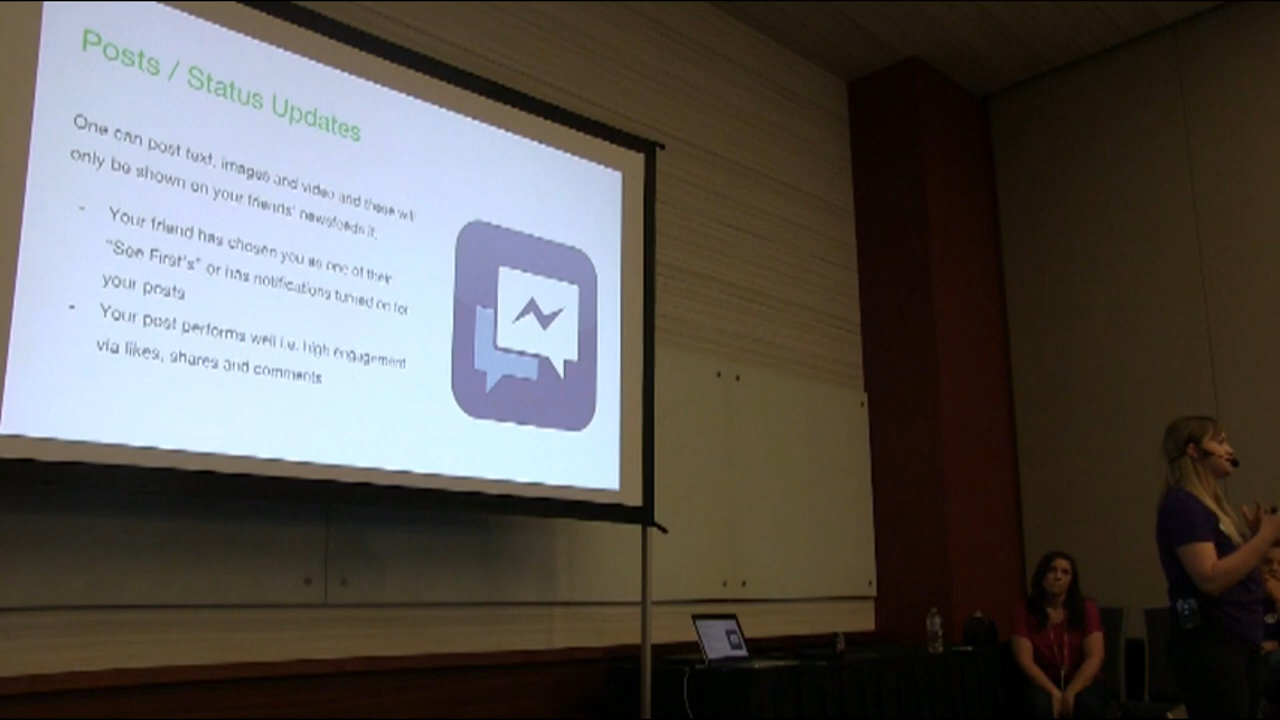 Posts / Status Updates
One can post text, images and video and these will
only be shown on your friends' newsfeeds if:
- Your friend has chosen you as one of their
"See First's" or has notifications turned on for
your posts
- Your post performs well i.e. high engagement
via likes, shares and comments